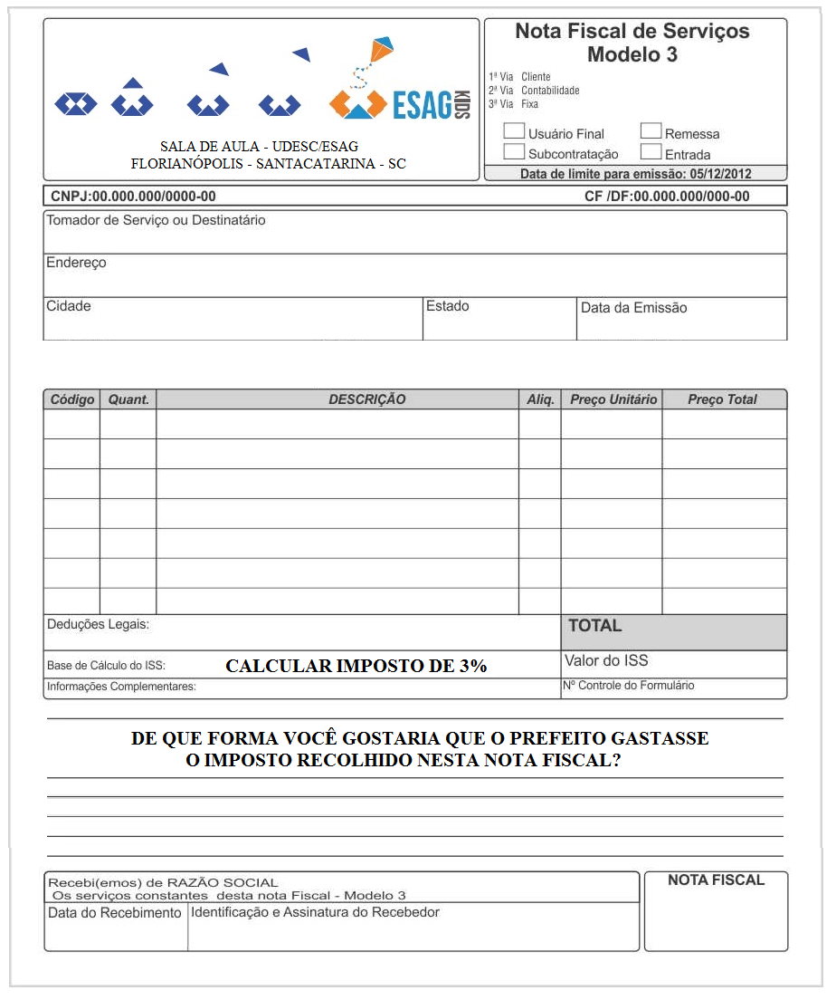 ESAG KIDS
SALA DE AULA - UDESC/ESAG
FLORIANÓPOLIS - SANTACATARINA - SC
Nota Fiscal de Serviços
Modelo 3
1ª Via Cliente
2ª Via Contabilidade
3ª Via Fixa
Usuário Final Remessa
Subcontratação Entrada
Data de limite para emissão: 05/12/2012
CNPJ:00.000.000/0000-00 CF /DF:00.000.000/000-00
Tomador de Serviço ou Destinatário
Endereço
Cidade Estado Data da Emissão
Código Quant. DESCRIÇÃO Aliq. Preço Unitário Preço Total
Deduções Legais: TOTAL
Base de Cálculo do ISS: CALCULAR IMPOSTO DE 3% Valor do ISS
Informações Complementares: Nº Controle do Formulário
DE QUE FORMA VOCÊ GOSTARIA QUE O PREFEITO GASTASSE
O IMPOSTO RECOLHIDO NESTA NOTA FISCAL?
Recebi(emos) de RAZÃO SOCIAL NOTA FISCAL
Os serviços constantes desta nota Fiscal - Modelo 3
Data do Recebimento Identificação e Assinatura do Recebedor